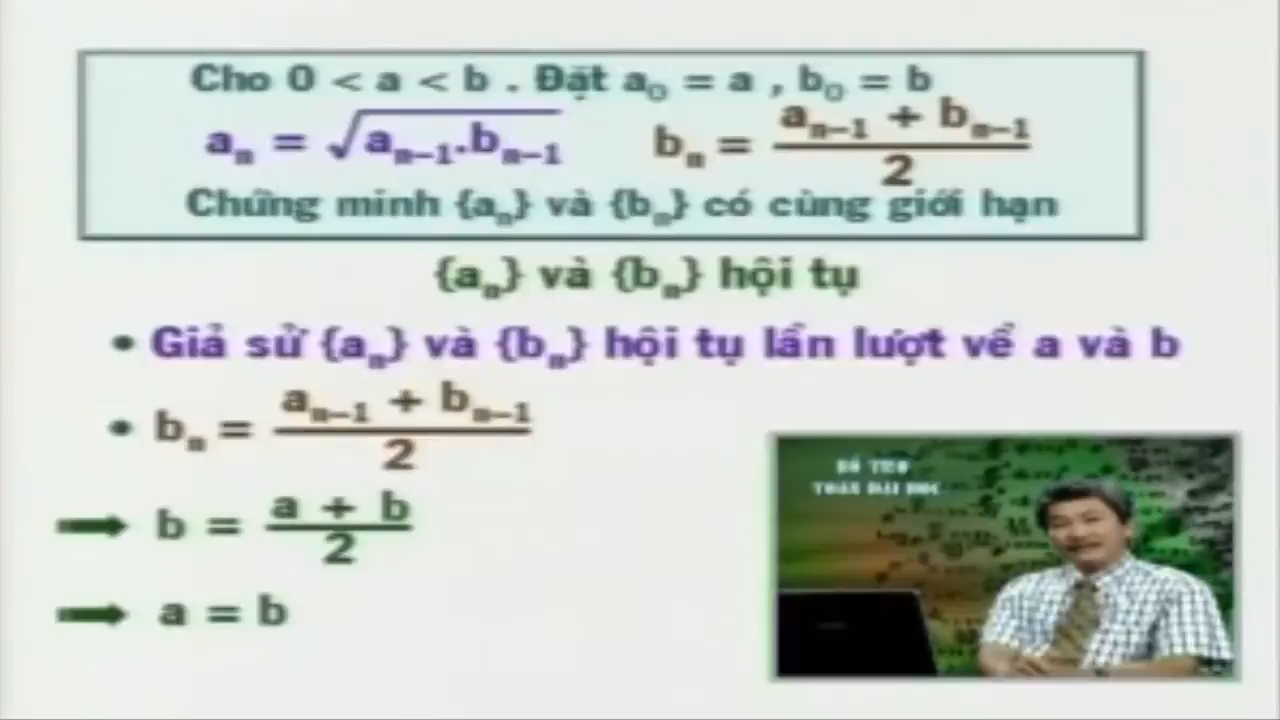 Cho 0 < a < b . Đặt a₀ = a , b₀ = b
aₙ = √(aₙ₋₁.bₙ₋₁)    bₙ = (aₙ₋₁ + bₙ₋₁)/2
Chứng minh {aₙ} và {bₙ} có cùng giới hạn
{aₙ} và {bₙ} hội tụ
• Giả sử {aₙ} và {bₙ} hội tụ lần lượt về a và b
• bₙ = (aₙ₋₁ + bₙ₋₁)/2
➡ b = (a + b)/2
➡ a = b